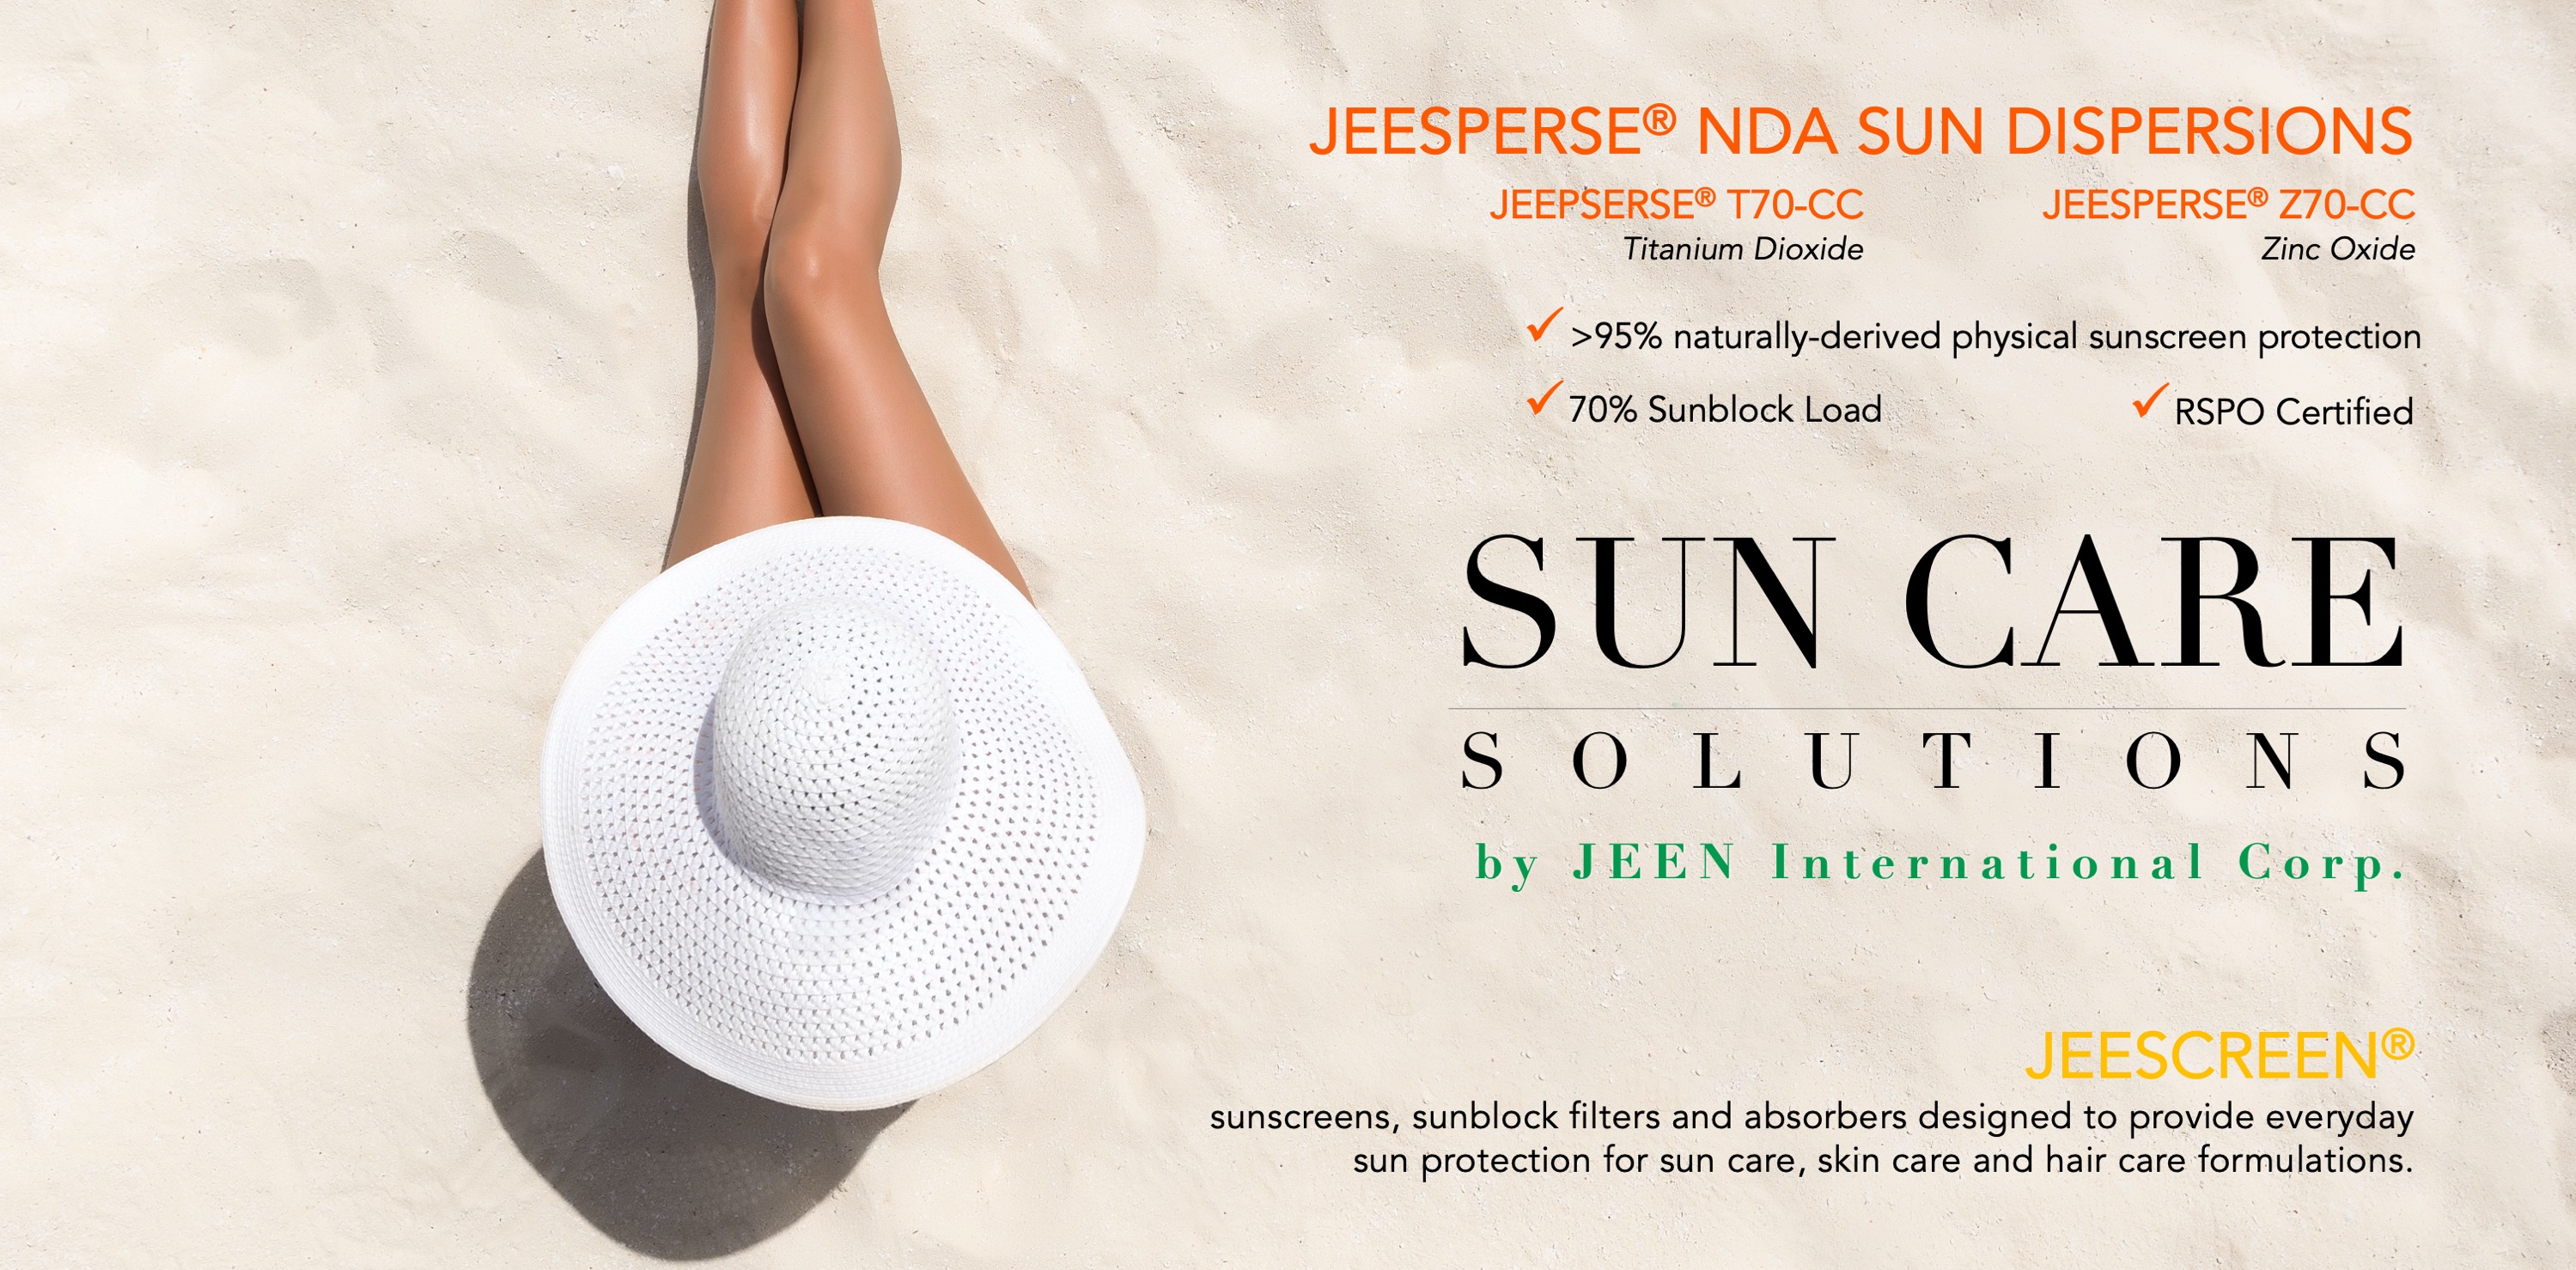 JEESPERSE® NDA SUN DISPERSIONS
JEEPSERSE® T70-CC
Titanium Dioxide
JEESPERSE® Z70-CC
Zinc Oxide
✓ >95% naturally-derived physical sunscreen protection
✓ 70% Sunblock Load
✓ RSPO Certified
SUN CARE
SOLUTIONS
by JEEN International Corp.
JEESCREEN®
sunscreens, sunblock filters and absorbers designed to provide everyday
sun protection for sun care, skin care and hair care formulations.